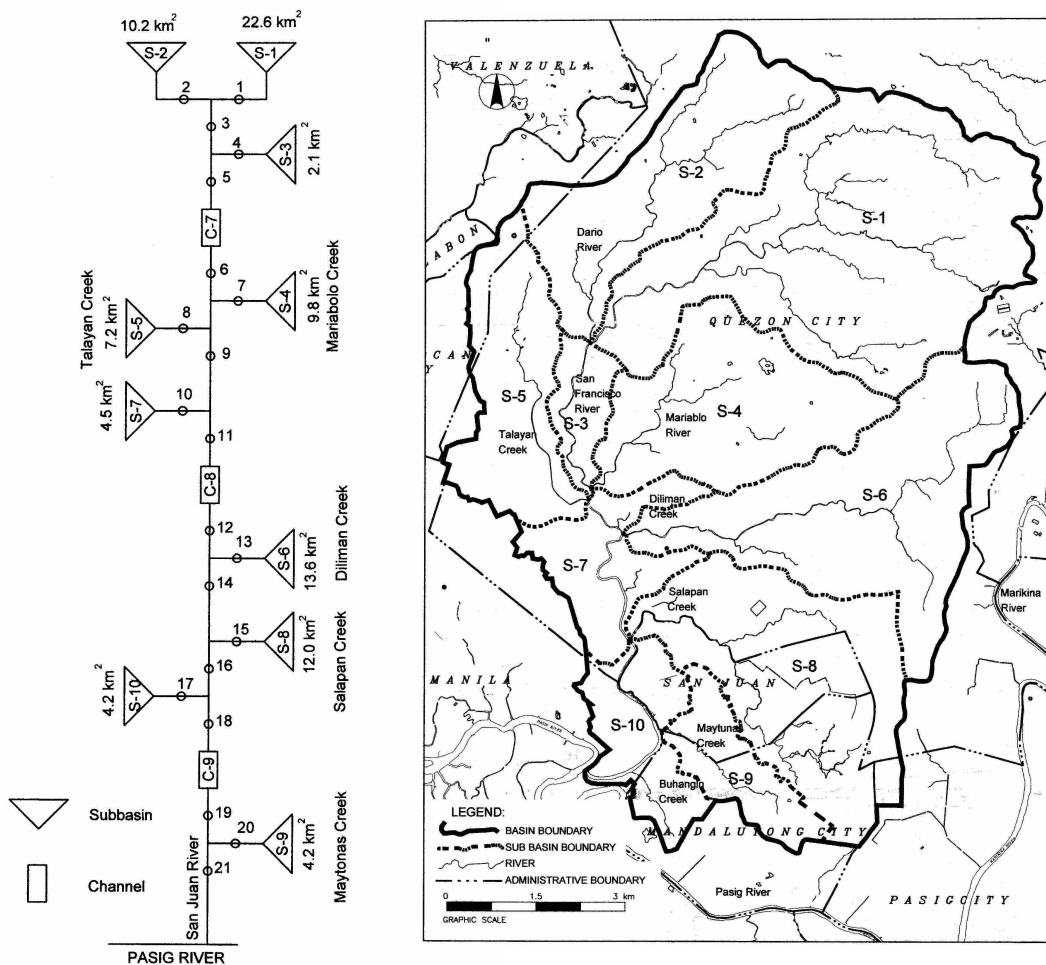 10.2 km²
22.6 km²
S-2
S-1
2
1
3
4
S-3
2.1 km²
5
C-7
6
7
S-4
9.8 km²
Mariabolo Creek
Talayan Creek
7.2 km²
S-5
8
9
4.5 km²
S-7
10
11
C-8
12
13
S-6
13.6 km²
Diliman Creek
14
15
S-8
12.0 km²
Salapan Creek
16
4.2 km²
S-10
17
18
C-9
19
20
S-9
4.2 km²
Maytonas Creek
21
San Juan River
PASIG RIVER
Subbasin
Channel
VALENZUELA
S-2
S-1
Dario
River
LABON
QUEZON CITY
CAN
Y
S-5
San
Francisco
River
S-3
S-4
Mariablo
River
Talayan
Creek
S-6
Diliman
Creek
S-7
Salapan
Creek
Marikina
River
S-8
MANILA
SAN JUAN
PASIG RIVER
S-10
Maytunas
Creek
S-9
Buhangin
Creek
MANDALUYONG CITY
LEGEND:
BASIN BOUNDARY
SUB BASIN BOUNDARY
RIVER
ADMINISTRATIVE BOUNDARY
0 1.5 3 km
GRAPHIC SCALE
Pasig River
PASIG CITY